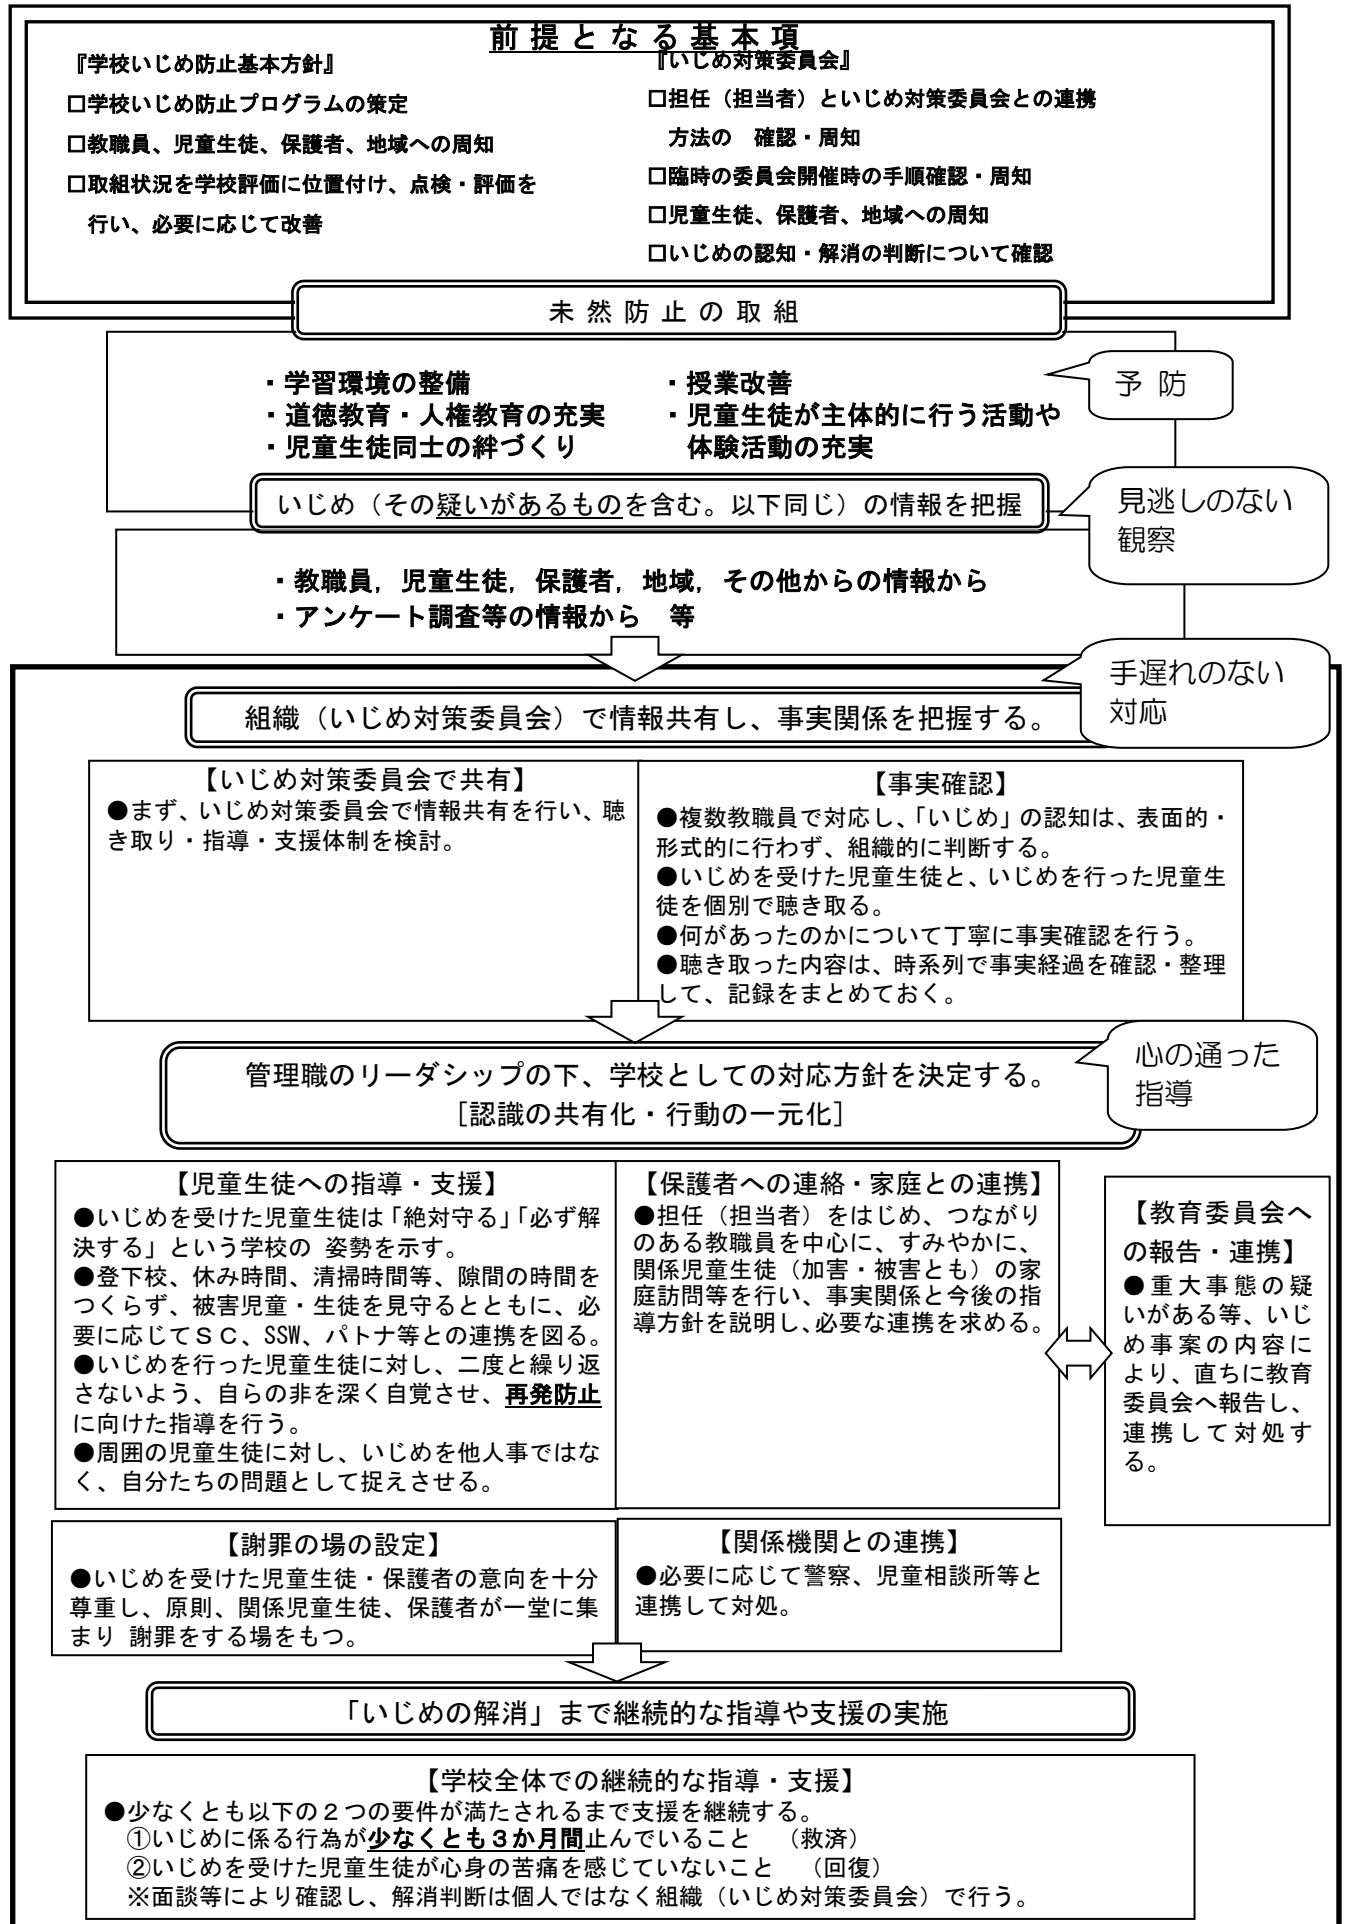 前提となる基本項
『学校いじめ防止基本方針』
□学校いじめ防止プログラムの策定
□教職員、児童生徒、保護者、地域への周知
□取組状況を学校評価に位置付け、点検・評価を
行い、必要に応じて改善
『いじめ対策委員会』
□担任（担当者）といじめ対策委員会との連携
方法の　確認・周知
□臨時の委員会開催時の手順確認・周知
□児童生徒、保護者、地域への周知
□いじめの認知・解消の判断について確認
未然防止の取組
予 防
・学習環境の整備
・道徳教育・人権教育の充実
・児童生徒同士の絆づくり
・授業改善
・児童生徒が主体的に行う活動や
体験活動の充実
いじめ（その疑いがあるものを含む。以下同じ）の情報を把握
見逃しのない
観察
・教職員，児童生徒，保護者，地域，その他からの情報から
・アンケート調査等の情報から　等
手遅れのない
対応
組織（いじめ対策委員会）で情報共有し、事実関係を把握する。
【いじめ対策委員会で共有】
●まず、いじめ対策委員会で情報共有を行い、聴
き取り・指導・支援体制を検討。
【事実確認】
●複数教職員で対応し、「いじめ」の認知は、表面的・
形式的に行わず、組織的に判断する。
●いじめを受けた児童生徒と、いじめを行った児童生
徒を個別で聴き取る。
●何があったのかについて丁寧に事実確認を行う。
●聴き取った内容は、時系列で事実経過を確認・整理
して、記録をまとめておく。
心の通った
指導
管理職のリーダシップの下、学校としての対応方針を決定する。
［認識の共有化・行動の一元化］
【児童生徒への指導・支援】
●いじめを受けた児童生徒は「絶対守る」「必ず解
決する」という学校の 姿勢を示す。
●登下校、休み時間、清掃時間等、隙間の時間を
つくらず、被害児童・生徒を見守るとともに、必
要に応じてＳＣ、SSW、パトナ等との連携を図る。
●いじめを行った児童生徒に対し、二度と繰り返
さないよう、自らの非を深く自覚させ、再発防止
に向けた指導を行う。
●周囲の児童生徒に対し、いじめを他人事ではな
く、自分たちの問題として捉えさせる。
【保護者への連絡・家庭との連携】
●担任（担当者）をはじめ、つながり
のある教職員を中心に、すみやかに、
関係児童生徒（加害・被害とも）の家
庭訪問等を行い、事実関係と今後の指
導方針を説明し、必要な連携を求める。
【教育委員会へ
の報告・連携】
●重大事態の疑
いがある等、いじ
め事案の内容に
より、直ちに教育
委員会へ報告し、
連携して対処す
る。
【謝罪の場の設定】
●いじめを受けた児童生徒・保護者の意向を十分
尊重し、原則、関係児童生徒、保護者が一堂に集
まり 謝罪をする場をもつ。
【関係機関との連携】
●必要に応じて警察、児童相談所等と
連携して対処。
「いじめの解消」まで継続的な指導や支援の実施
【学校全体での継続的な指導・支援】
●少なくとも以下の２つの要件が満たされるまで支援を継続する。
①いじめに係る行為が少なくとも３か月間止んでいること　（救済）
②いじめを受けた児童生徒が心身の苦痛を感じていないこと　（回復）
※面談等により確認し、解消判断は個人ではなく組織（いじめ対策委員会）で行う。